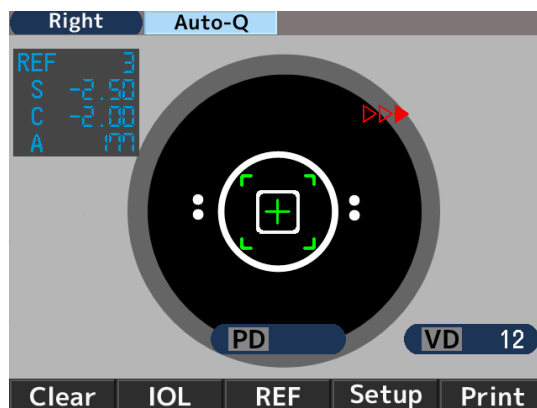 Right
Auto-Q
REF 3
S -2.50
C -2.00
A 177
PD
VD 12
Clear IOL REF Setup Print